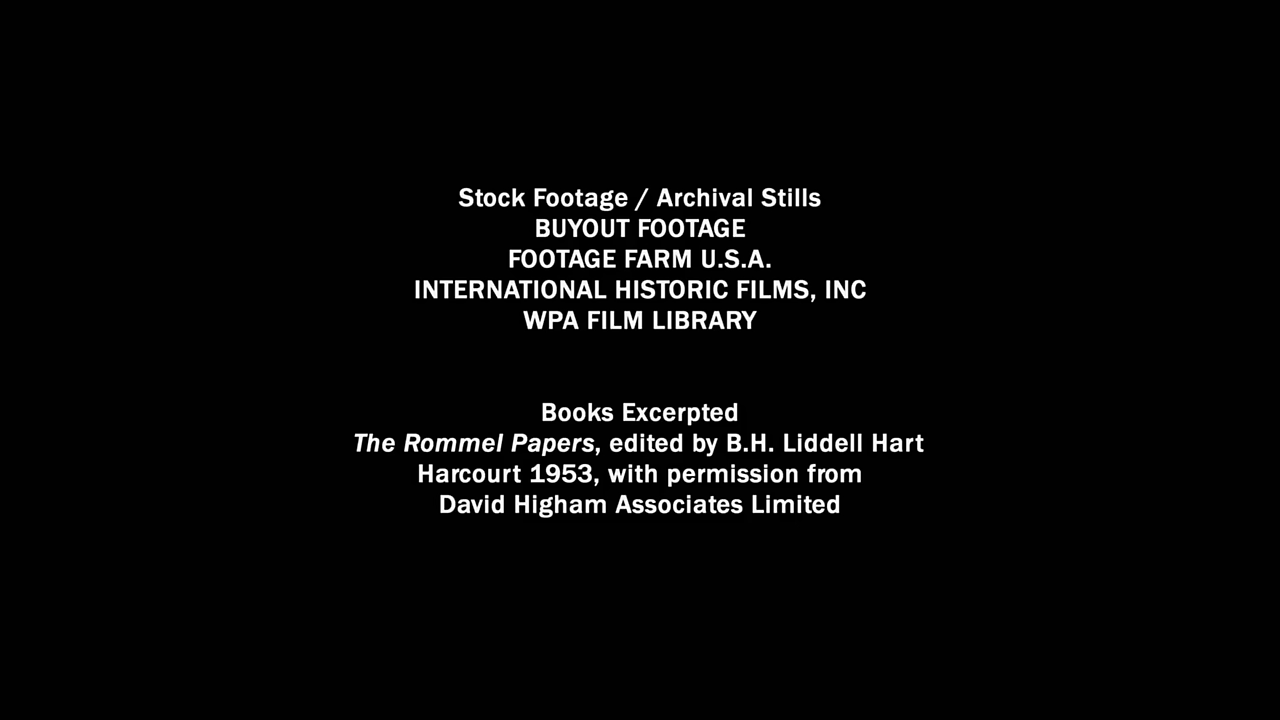 Stock Footage / Archival Stills
BUYOUT FOOTAGE
FOOTAGE FARM U.S.A.
INTERNATIONAL HISTORIC FILMS, INC
WPA FILM LIBRARY
Books Excerpted
The Rommel Papers, edited by B.H. Liddell Hart
Harcourt 1953, with permission from
David Higham Associates Limited